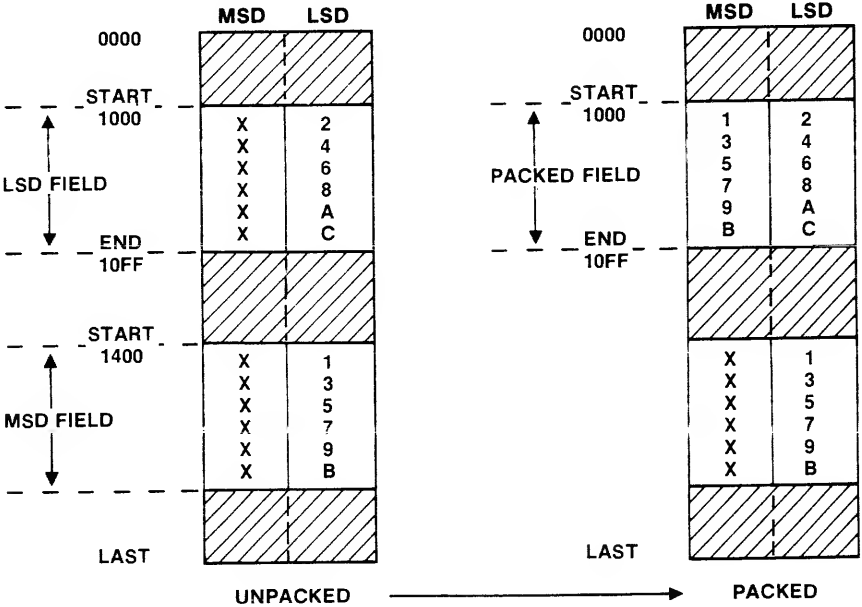 MSD LSD
0000
START
1000
LSD FIELD
X 2
X 4
X 6
X 8
X A
X C
END
10FF
START
1400
MSD FIELD
X 1
X 3
X 5
X 7
X 9
X B
LAST
UNPACKED
MSD LSD
0000
START
1000
PACKED FIELD
1 2
3 4
5 6
7 8
9 A
B C
END
10FF
X 1
X 3
X 5
X 7
X 9
X B
LAST
PACKED